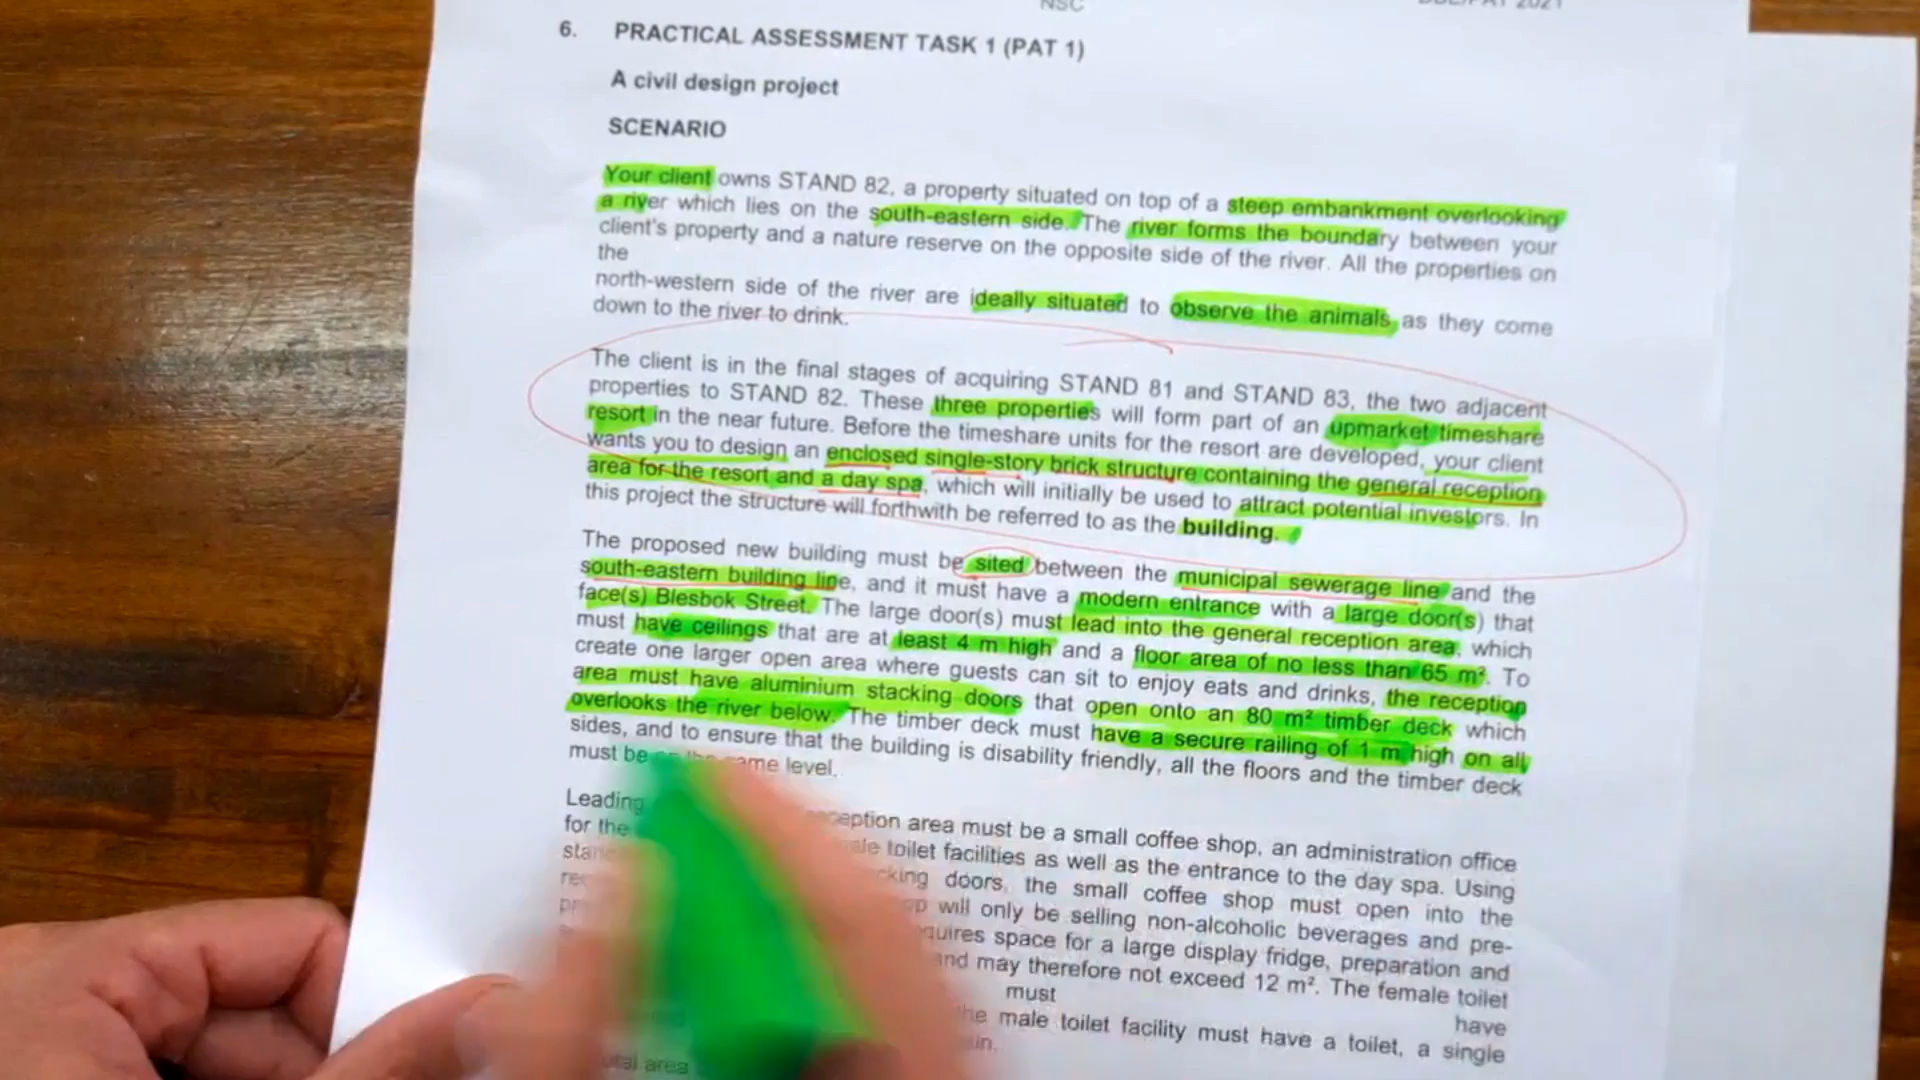 NSC
6. PRACTICAL ASSESSMENT TASK 1 (PAT 1)
A civil design project
SCENARIO
Your client owns STAND 82, a property situated on top of a steep embankment overlooking
a river which lies on the south-eastern side. The river forms the boundary between your
client's property and a nature reserve on the opposite side of the river. All the properties on
the
north-western side of the river are ideally situated to observe the animals, as they come
down to the river to drink.
The client is in the final stages of acquiring STAND 81 and STAND 83, the two adjacent
properties to STAND 82. These three properties will form part of an upmarket timeshare
resort in the near future. Before the timeshare units for the resort are developed, your client
wants you to design an enclosed single-story brick structure containing the general reception
area for the resort and a day spa, which will initially be used to attract potential investors. In
this project the structure will forthwith be referred to as the building.
The proposed new building must be sited between the municipal sewerage line and the
south-eastern building line, and it must have a modern entrance with a large door(s) that
face(s) Blesbok Street. The large door(s) must lead into the general reception area, which
must have ceilings that are at least 4 m high and a floor area of no less than 65 m². To
create one larger open area where guests can sit to enjoy eats and drinks, the reception
area must have aluminium stacking doors that open onto an 80 m² timber deck which
overlooks the river below. The timber deck must have a secure railing of 1 m high on all
sides, and to ensure that the building is disability friendly, all the floors and the timber deck
must be same level.
Leading area must be a small coffee shop, an administration office
for the toilet facilities as well as the entrance to the day spa. Using
doors, the small coffee shop must open into the
will only be selling non-alcoholic beverages and pre-
space for a large display fridge, preparation and
and may therefore not exceed 12 m². The female toilet
must
have
male toilet facility must have a toilet, a single
area